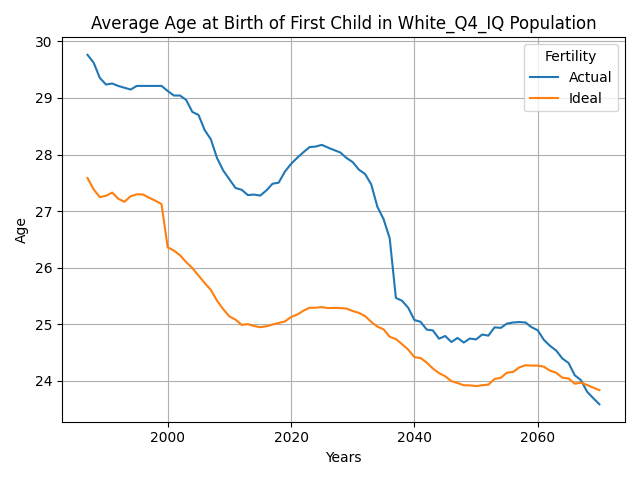 Average Age at Birth of First Child in White_Q4_IQ Population
Fertility
Actual
Ideal
Age
30
29
28
27
26
25
24
2000
2020
2040
2060
Years